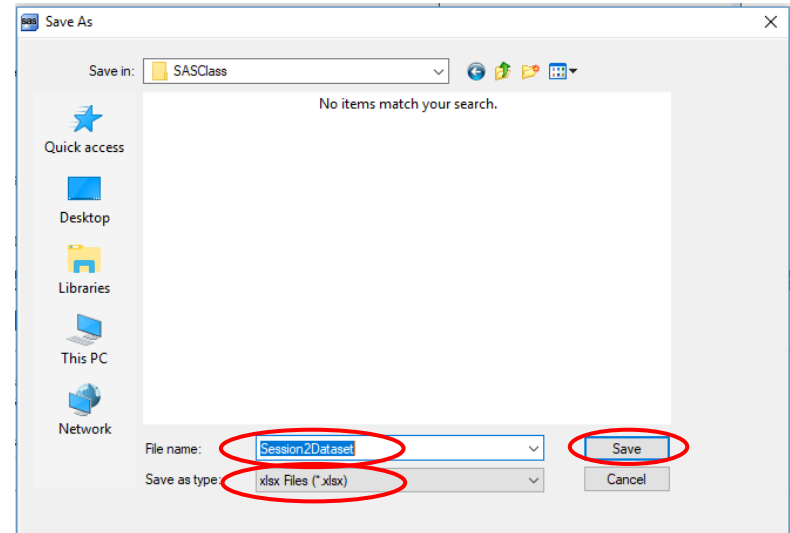 sas Save As
Save in: SASClass
No items match your search.
Quick access
Desktop
Libraries
This PC
Network
File name: Session2Dataset Save
Save as type: xlsx Files (*.xlsx) Cancel